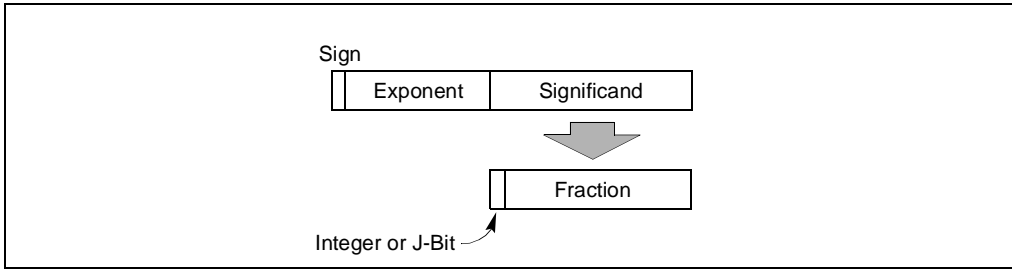 Sign
Exponent
Significand
Fraction
Integer or J-Bit